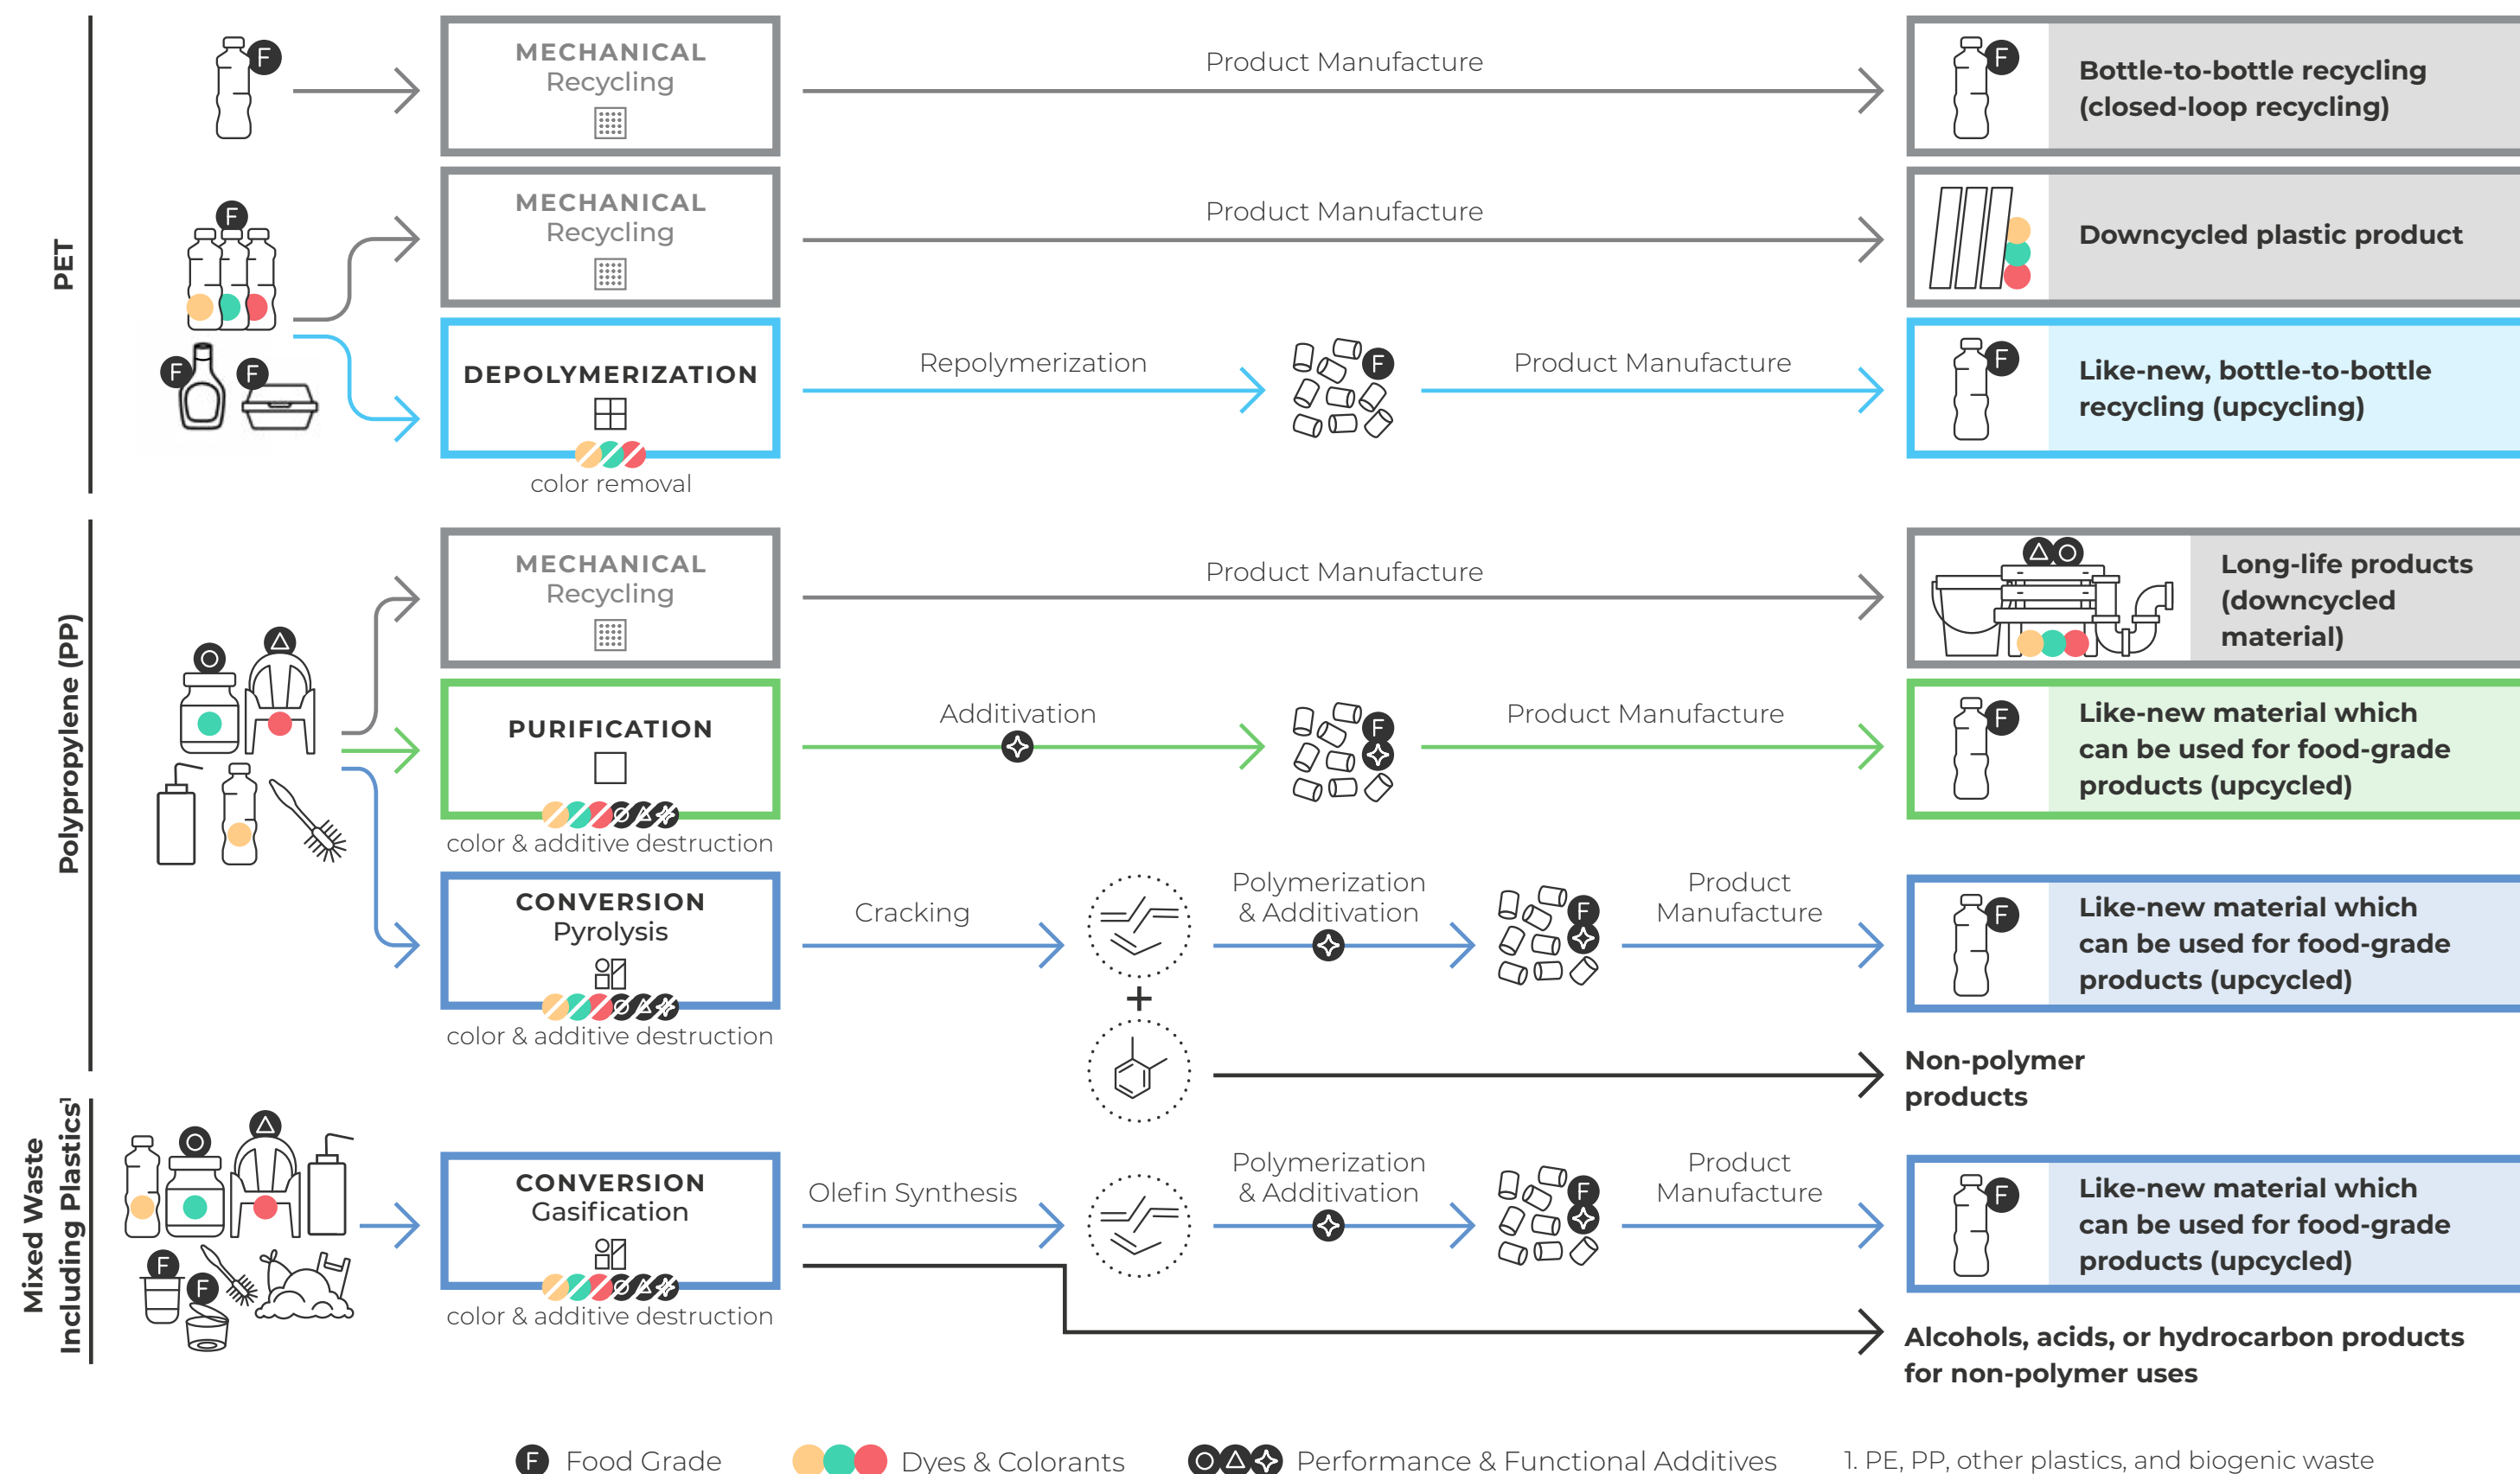 PET
F
MECHANICAL
Recycling
Product Manufacture
F
Bottle-to-bottle recycling
(closed-loop recycling)
F
MECHANICAL
Recycling
Product Manufacture
Downcycled plastic product
F
F
DEPOLYMERIZATION
color removal
Repolymerization
F
Product Manufacture
F
Like-new, bottle-to-bottle
recycling (upcycling)
Polypropylene (PP)
MECHANICAL
Recycling
Product Manufacture
Long-life products
(downcycled
material)
PURIFICATION
color & additive destruction
Additivation
F
Product Manufacture
F
Like-new material which
can be used for food-grade
products (upcycled)
CONVERSION
Pyrolysis
color & additive destruction
Cracking
+
Polymerization
& Additivation
F
Product
Manufacture
F
Like-new material which
can be used for food-grade
products (upcycled)
Non-polymer
products
Mixed Waste
Including Plastics¹
F
F
CONVERSION
Gasification
color & additive destruction
Olefin Synthesis
Polymerization
& Additivation
F
Product
Manufacture
F
Like-new material which
can be used for food-grade
products (upcycled)
Alcohols, acids, or hydrocarbon products
for non-polymer uses
F Food Grade
Dyes & Colorants
Performance & Functional Additives
1. PE, PP, other plastics, and biogenic waste